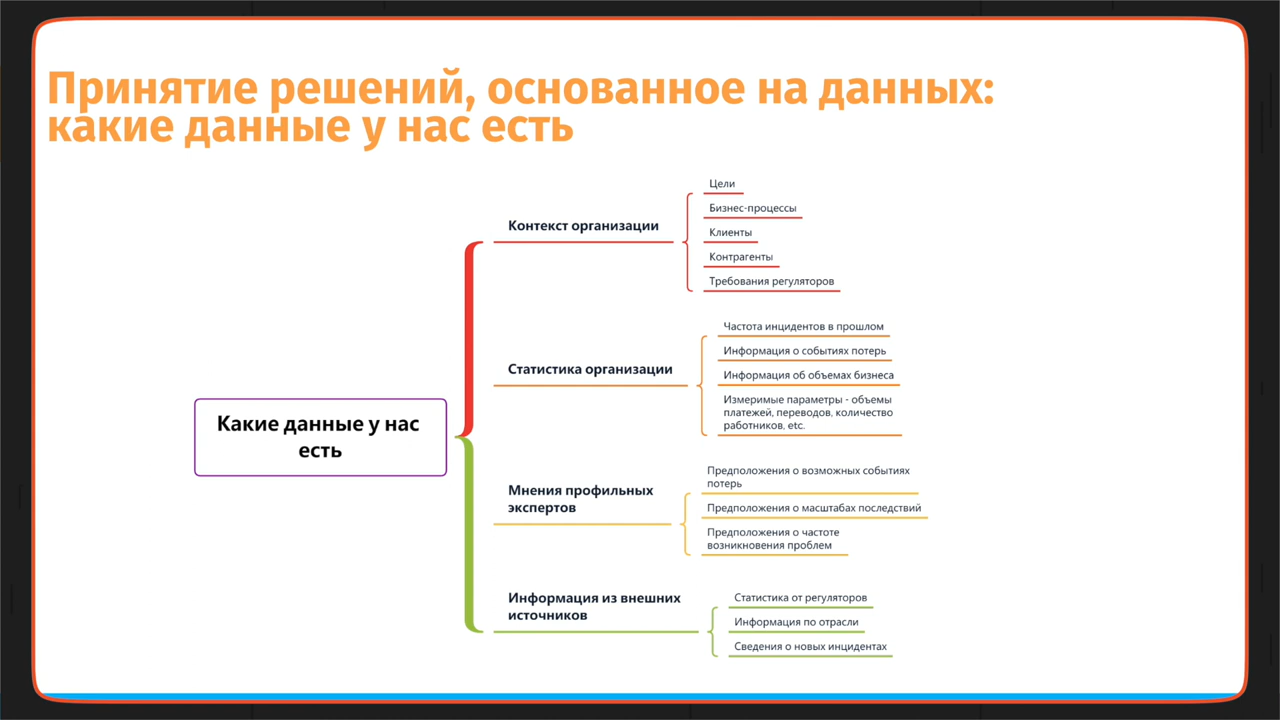 Принятие решений, основанное на данных:
какие данные у нас есть
Какие данные у нас
есть
Контекст организации
Цели
Бизнес-процессы
Клиенты
Контрагенты
Требования регуляторов
Статистика организации
Частота инцидентов в прошлом
Информация о событиях потерь
Информация об объемах бизнеса
Измеримые параметры - объемы
платежей, переводов, количество
работников, etc.
Мнения профильных
экспертов
Предположения о возможных событиях
потерь
Предположения о масштабах последствий
Предположения о частоте
возникновения проблем
Информация из внешних
источников
Статистика от регуляторов
Информация по отрасли
Сведения о новых инцидентах